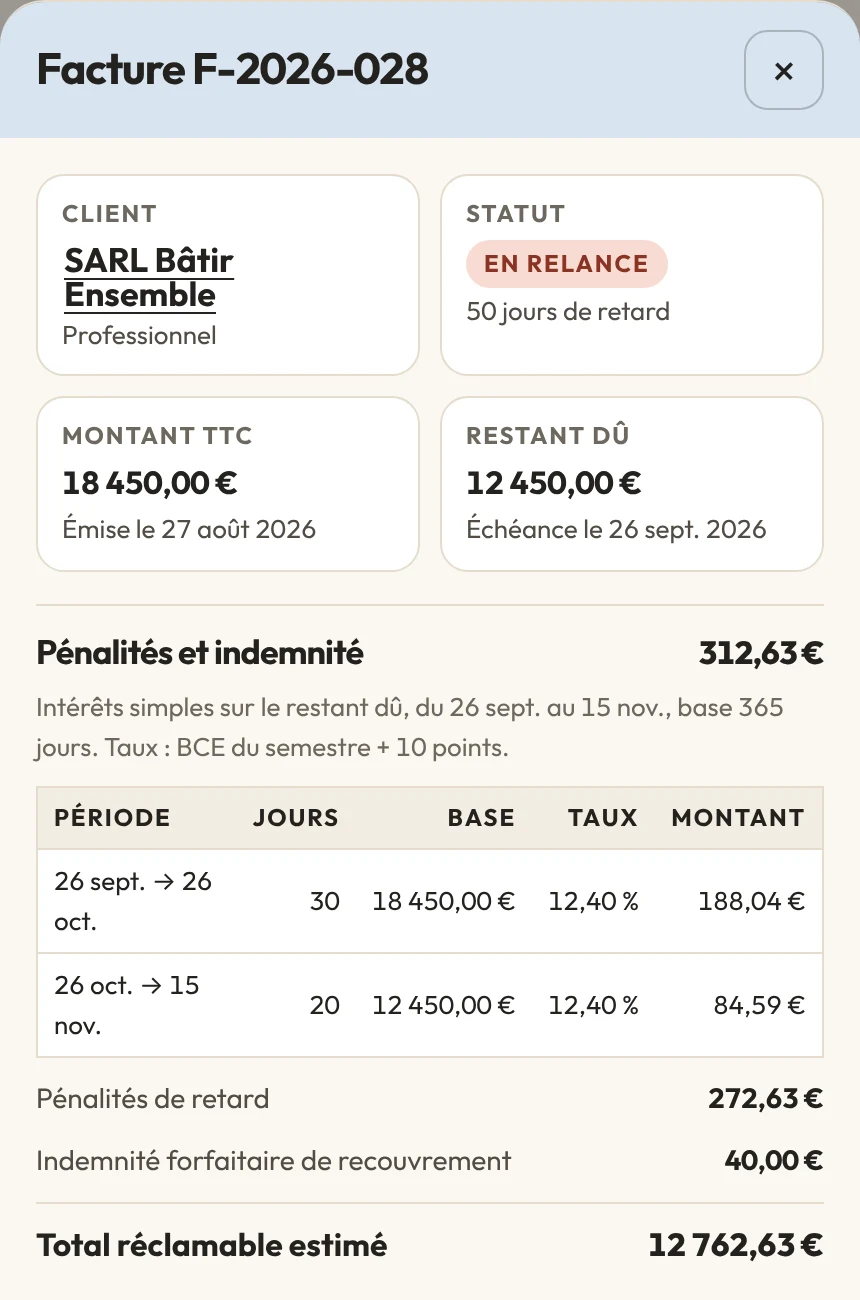 Facture F-2026-028
×
CLIENT
SARL Bâtir
Ensemble
Professionnel
STATUT
EN RELANCE
50 jours de retard
MONTANT TTC
18 450,00 €
Émise le 27 août 2026
RESTANT DÛ
12 450,00 €
Échéance le 26 sept. 2026
Pénalités et indemnité 312,63 €
Intérêts simples sur le restant dû, du 26 sept. au 15 nov., base 365
jours. Taux : BCE du semestre + 10 points.
PÉRIODE JOURS BASE TAUX MONTANT
26 sept. → 26
oct.
30 18 450,00 € 12,40 % 188,04 €
26 oct. → 15
nov.
20 12 450,00 € 12,40 % 84,59 €
Pénalités de retard 272,63 €
Indemnité forfaitaire de recouvrement 40,00 €
Total réclamable estimé 12 762,63 €